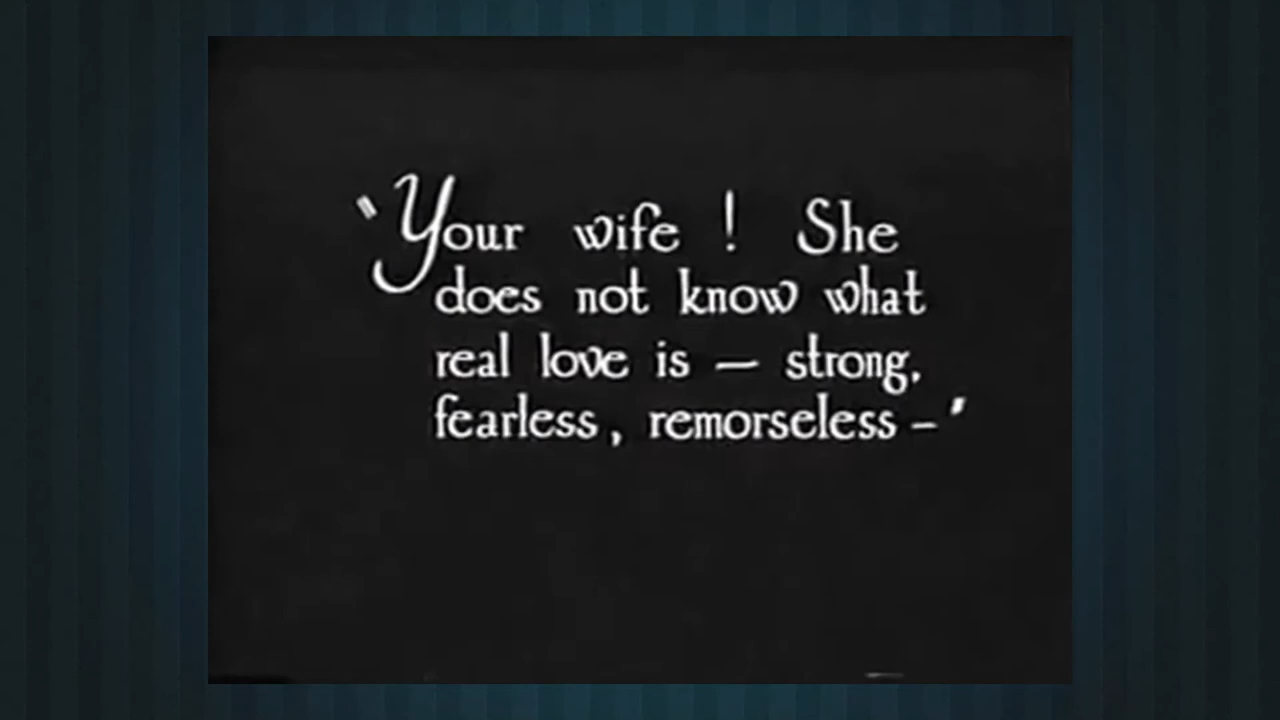 "Your wife ! She
does not know what
real love is — strong,
fearless, remorseless –"